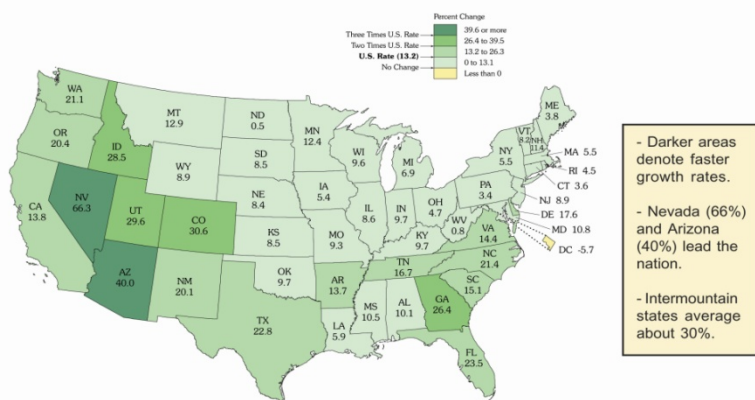 Percent Change
Three Times U.S. Rate 39.6 or more
Two Times U.S. Rate 26.4 to 39.5
U.S. Rate (13.2) 13.2 to 26.3
No Change 0 to 13.1
Less than 0
WA
21.1
OR
20.4
CA
13.8
NV
66.3
ID
28.5
MT
12.9
WY
8.9
UT
29.6
CO
30.6
AZ
40.0
NM
20.1
ND
0.5
SD
8.5
NE
8.4
KS
8.5
OK
9.7
TX
22.8
MN
12.4
IA
5.4
MO
9.3
AR
13.7
LA
5.9
WI
9.6
IL
8.6
MI
6.9
IN
9.7
OH
4.7
KY
9.7
TN
16.7
MS
10.5
AL
10.1
GA
26.4
FL
23.5
SC
15.1
NC
21.4
VA
14.4
WV
0.8
PA
3.4
NY
5.5
VT
8.2
NH
11.4
ME
3.8
MA 5.5
RI 4.5
CT 3.6
NJ 8.9
DE 17.6
MD 10.8
DC -5.7
- Darker areas
denote faster
growth rates.
- Nevada (66%)
and Arizona
(40%) lead the
nation.
- Intermountain
states average
about 30%.